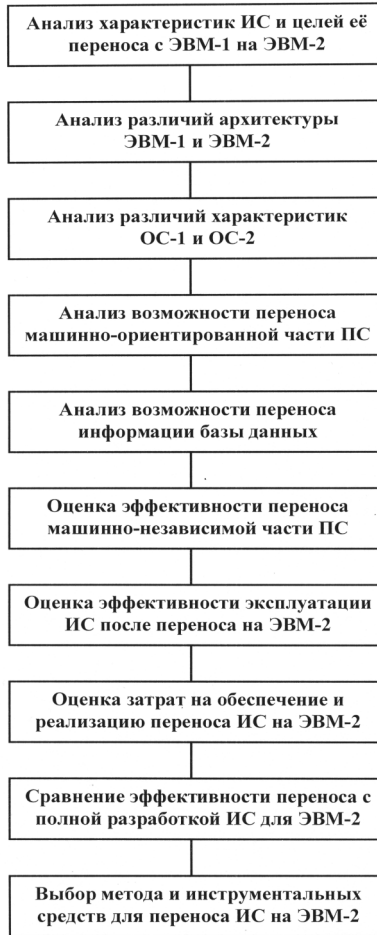 Анализ характеристик ИС и целей её
переноса с ЭВМ-1 на ЭВМ-2
Анализ различий архитектуры
ЭВМ-1 и ЭВМ-2
Анализ различий характеристик
ОС-1 и ОС-2
Анализ возможности переноса
машинно-ориентированной части ПС
Анализ возможности переноса
информации базы данных
Оценка эффективности переноса
машинно-независимой части ПС
Оценка эффективности эксплуатации
ИС после переноса на ЭВМ-2
Оценка затрат на обеспечение и
реализацию переноса ИС на ЭВМ-2
Сравнение эффективности переноса с
полной разработкой ИС для ЭВМ-2
Выбор метода и инструментальных
средств для переноса ИС на ЭВМ-2